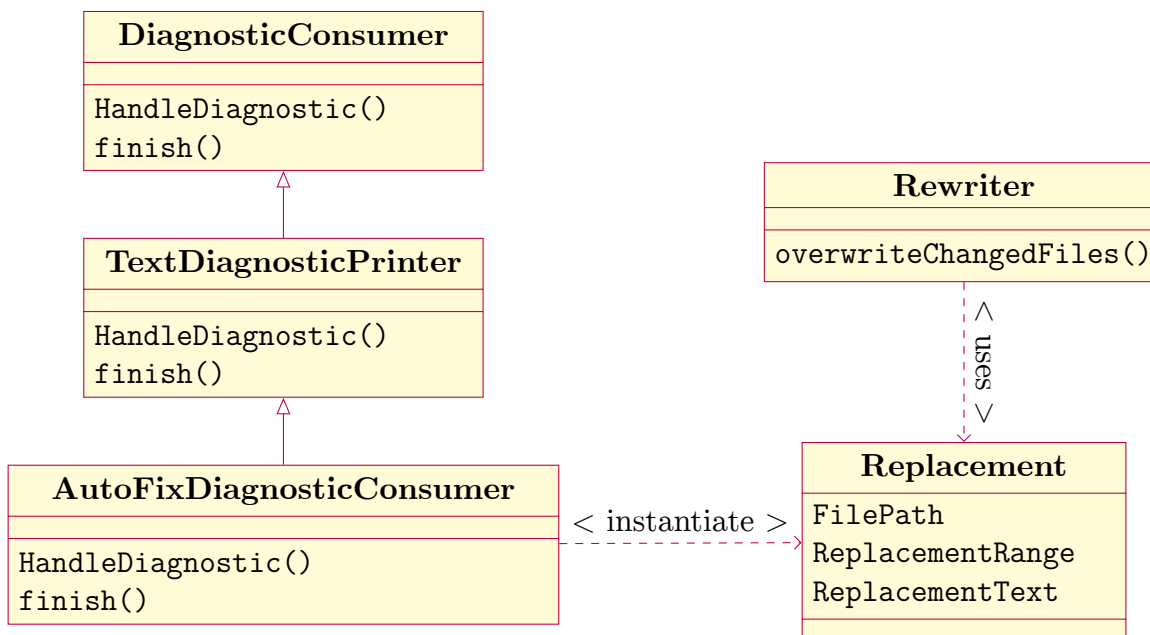 DiagnosticConsumer
HandleDiagnostic()
finish()
TextDiagnosticPrinter
HandleDiagnostic()
finish()
AutoFixDiagnosticConsumer
HandleDiagnostic()
finish()
< instantiate >
Rewriter
overwriteChangedFiles()
< uses >
Replacement
FilePath
ReplacementRange
ReplacementText